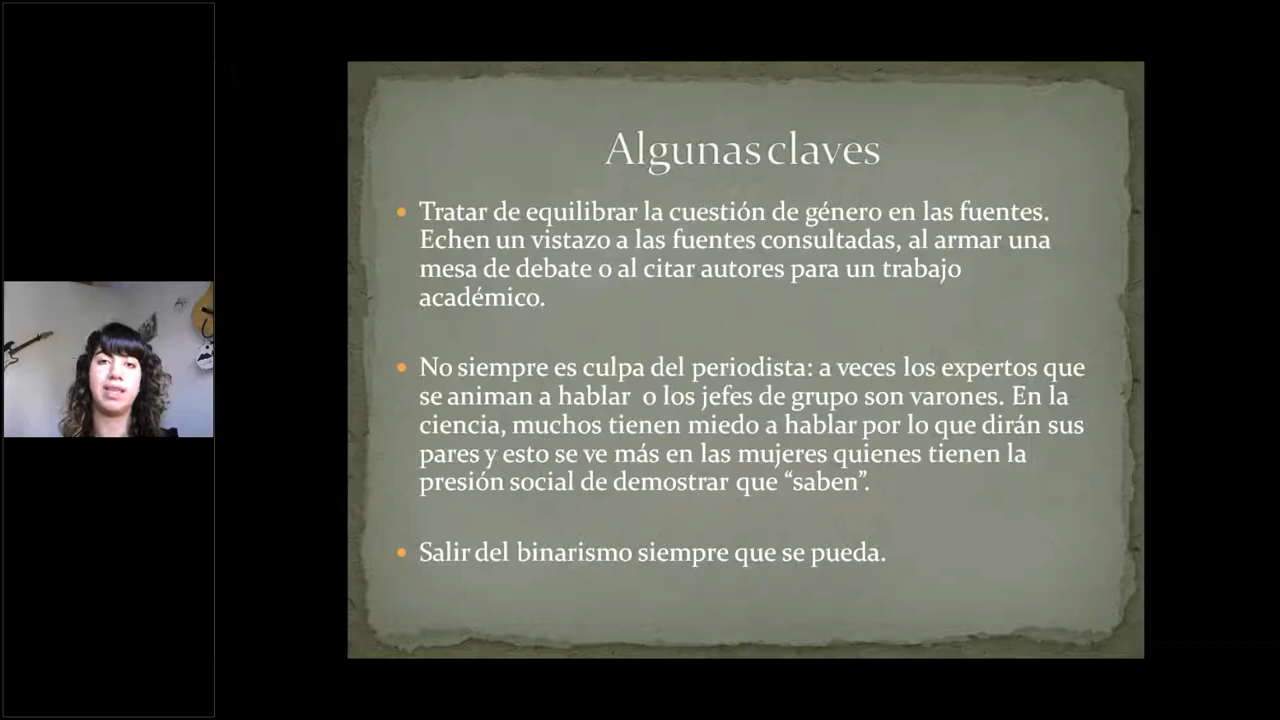 Algunas claves
Tratar de equilibrar la cuestión de género en las fuentes.
Echen un vistazo a las fuentes consultadas, al armar una
mesa de debate o al citar autores para un trabajo
académico.
No siempre es culpa del periodista: a veces los expertos que
se animan a hablar o los jefes de grupo son varones. En la
ciencia, muchos tienen miedo a hablar por lo que dirán sus
pares y esto se ve más en las mujeres quienes tienen la
presión social de demostrar que “saben”.
Salir del binarismo siempre que se pueda.